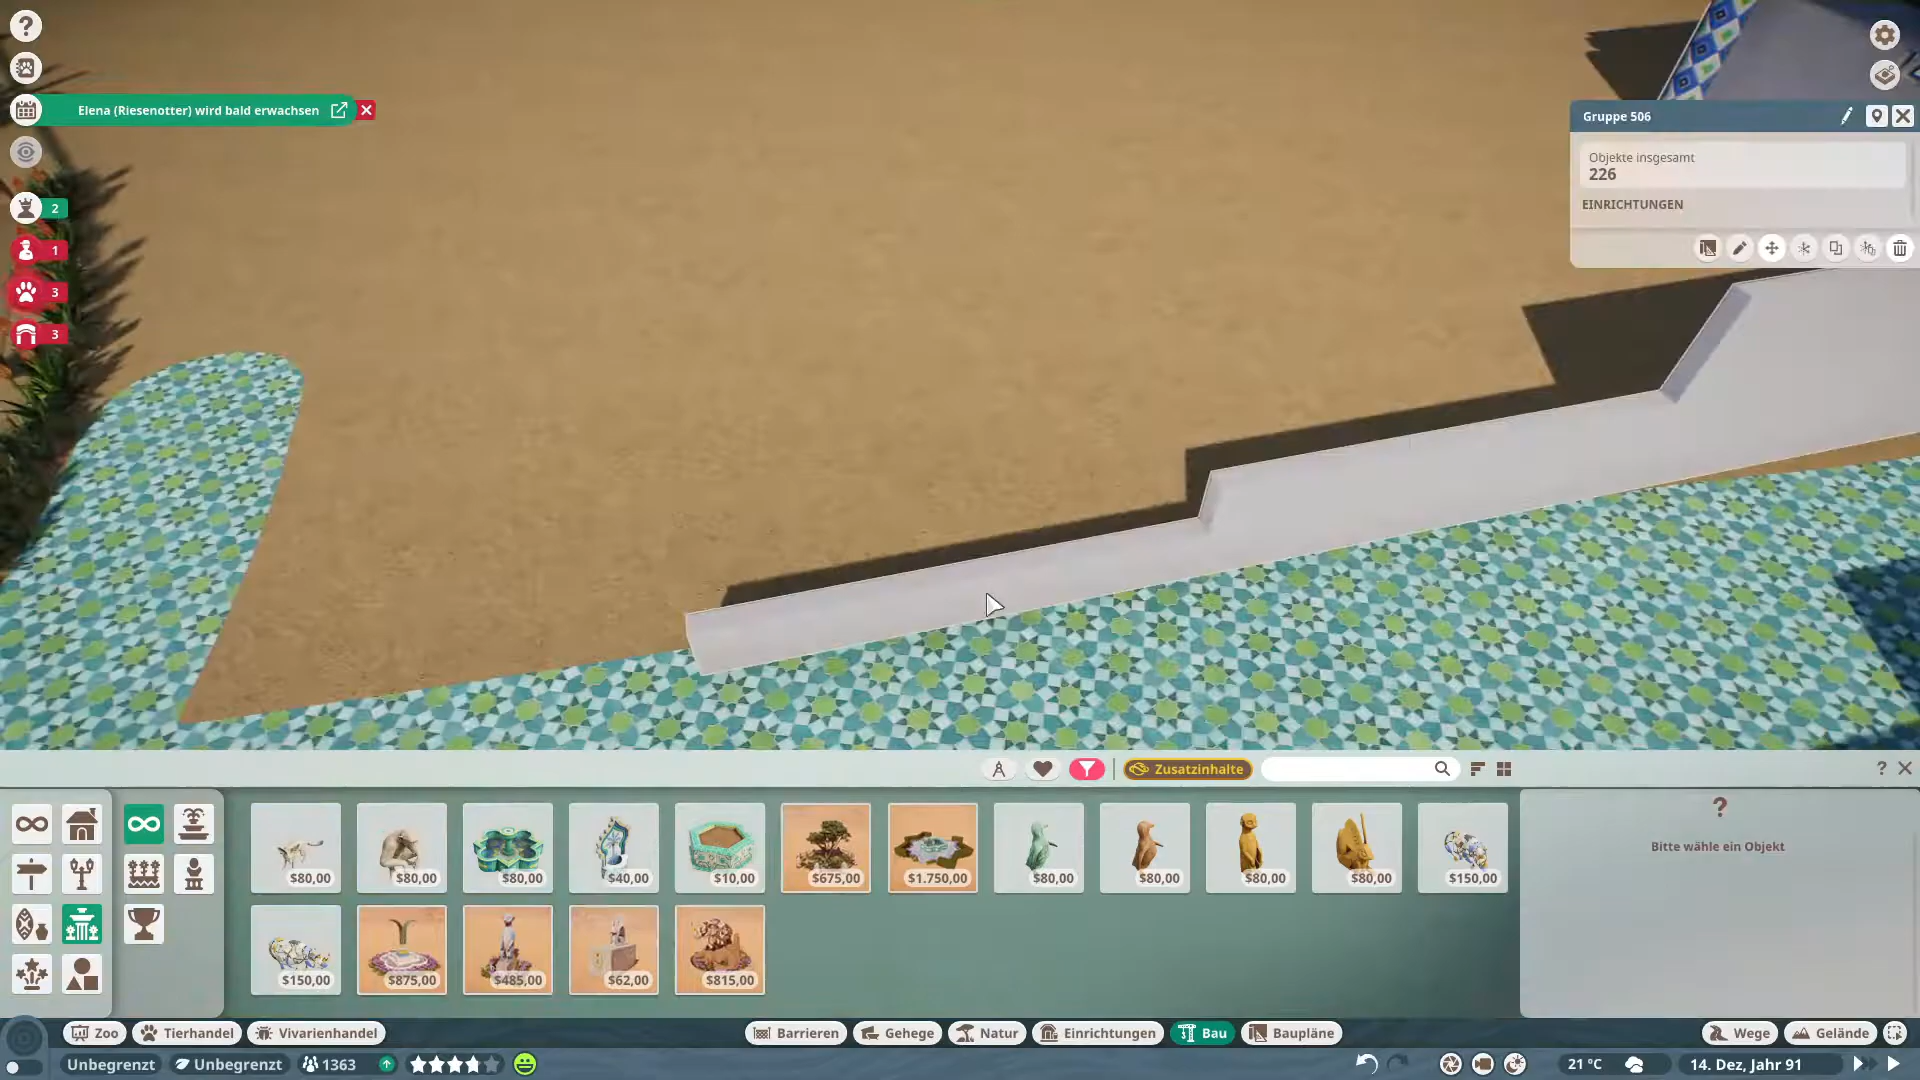 ?
Elena (Riesenotter) wird bald erwachsen
2
1
3
3
Gruppe 506
Objekte insgesamt
226
EINRICHTUNGEN
Zusatzinhalte
?
$80,00
$80,00
$80,00
$40,00
$10,00
$675,00
$1.750,00
$80,00
$80,00
$80,00
$80,00
$150,00
$150,00
$875,00
$485,00
$62,00
$815,00
?
Bitte wähle ein Objekt
Zoo
Tierhandel
Vivarienhandel
Barrieren
Gehege
Natur
Einrichtungen
Bau
Baupläne
Wege
Gelände
Unbegrenzt
Unbegrenzt
1363
21 °C
14. Dez, Jahr 91